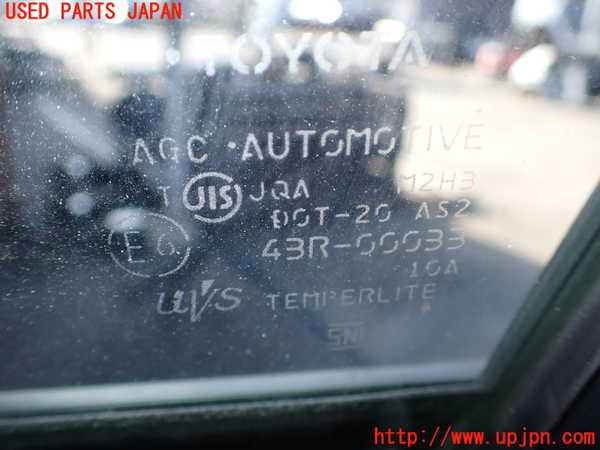 USED PARTS JAPAN
TOYOTA
AGC AUTOMOTIVE
T JIS JQA M2H3
DOT-20 AS2
E6 43R-00033
10A
UVS TEMPERLITE
SNI
http://www.upjpn.com/